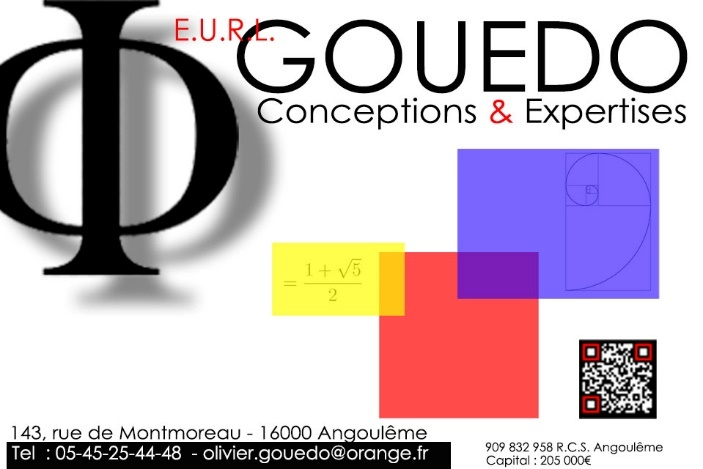 Φ
E.U.R.L.
GOUEDO
Conceptions & Expertises
= (1 + √5) / 2
143, rue de Montmoreau - 16000 Angoulême
Tel : 05-45-25-44-48 - olivier.gouedo@orange.fr
909 832 958 R.C.S. Angoulême
Capital : 205 000€